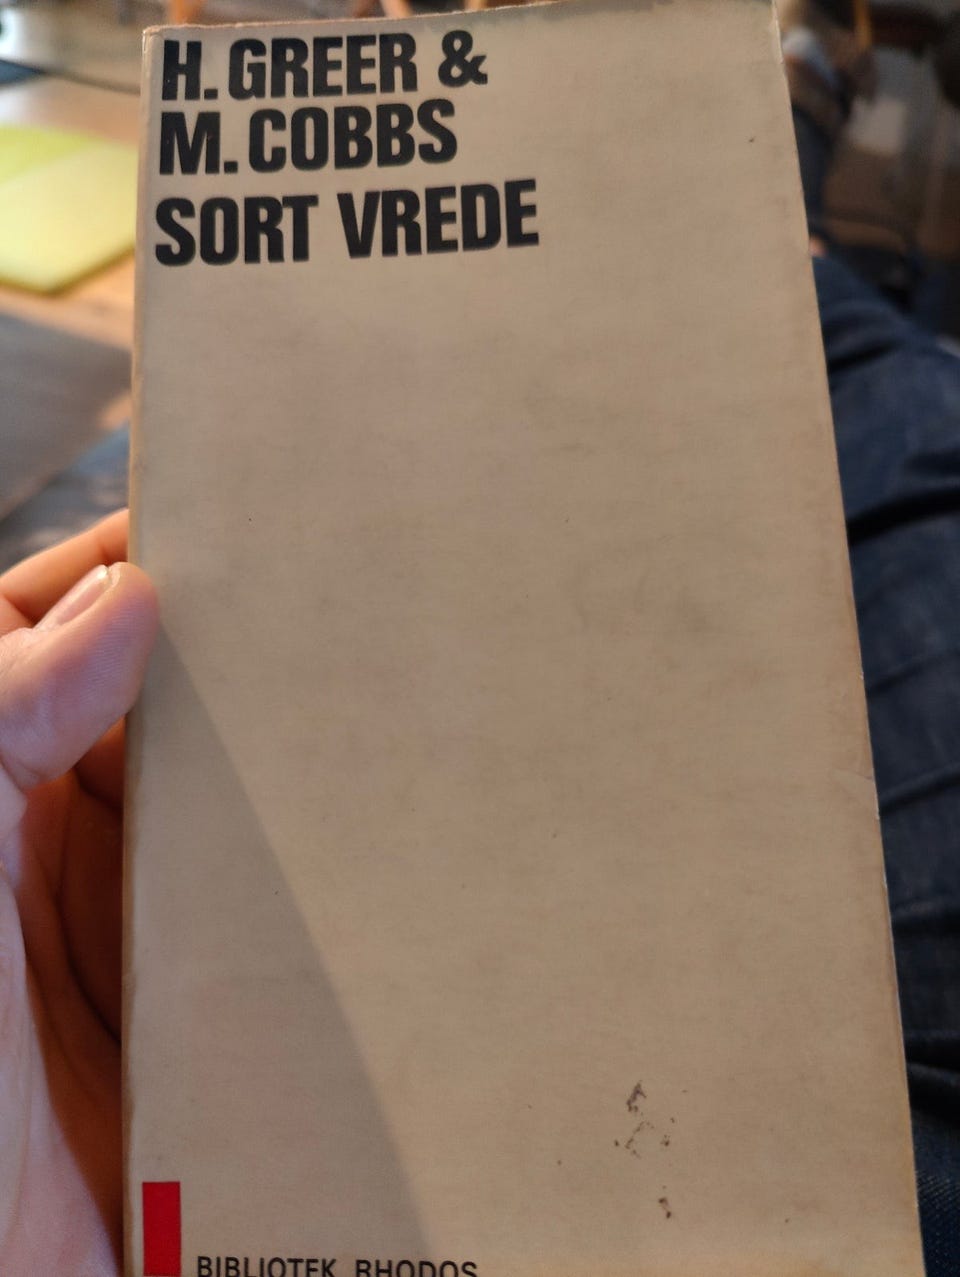 H. GREER &
M. COBBS
SORT VREDE
BIBLIOTEK RHODOS